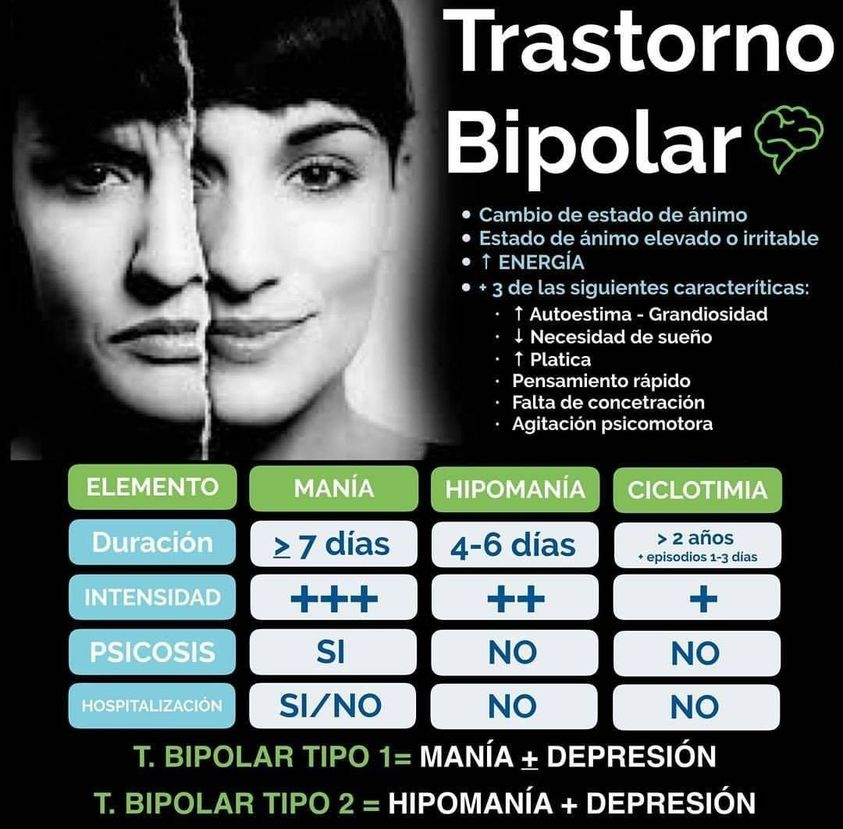 Trastorno
Bipolar
• Cambio de estado de ánimo
• Estado de ánimo elevado o irritable
• ↑ ENERGÍA
• + 3 de las siguientes caracteríticas:
· ↑ Autoestima - Grandiosidad
· ↓ Necesidad de sueño
· ↑ Platica
· Pensamiento rápido
· Falta de concetración
· Agitación psicomotora
ELEMENTO MANÍA HIPOMANÍA CICLOTIMIA
Duración ≥ 7 días 4-6 días > 2 años
+ episodios 1-3 días
INTENSIDAD +++ ++ +
PSICOSIS SI NO NO
HOSPITALIZACIÓN SI/NO NO NO
T. BIPOLAR TIPO 1= MANÍA ± DEPRESIÓN
T. BIPOLAR TIPO 2 = HIPOMANÍA + DEPRESIÓN